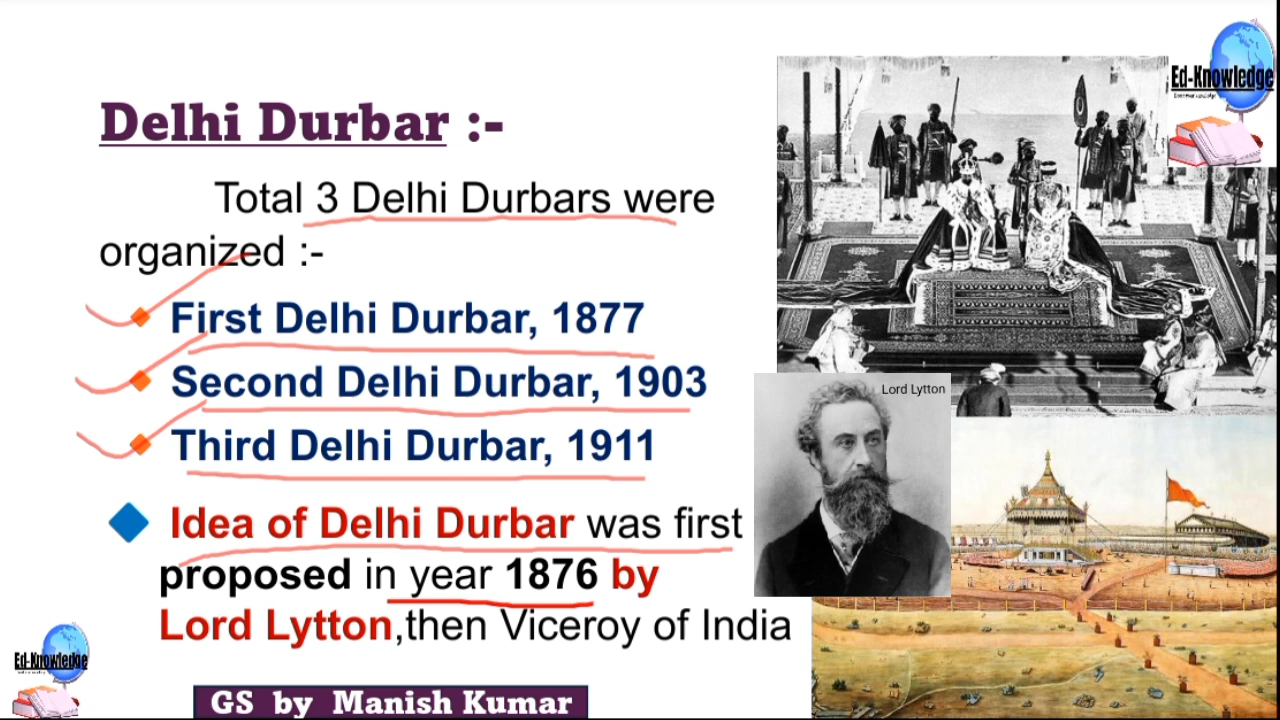 Ed-Knowledge
Delhi Durbar :-
Total 3 Delhi Durbars were
organized :-
First Delhi Durbar, 1877
Second Delhi Durbar, 1903
Third Delhi Durbar, 1911
Lord Lytton
Idea of Delhi Durbar was first
proposed in year 1876 by
Lord Lytton,then Viceroy of India
Ed-Knowledge
GS by Manish Kumar